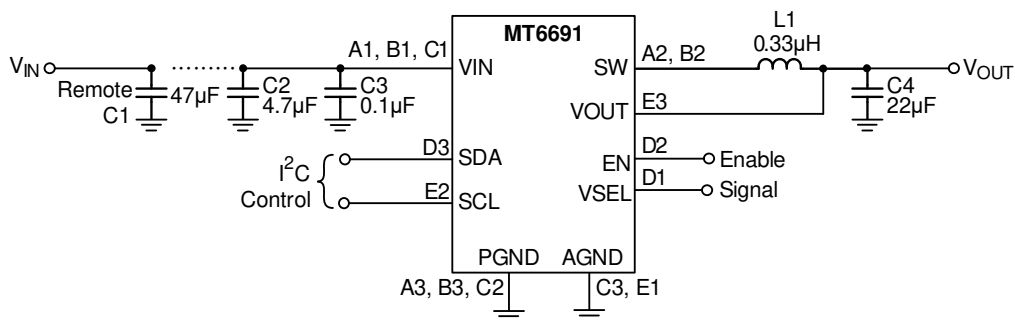 L1
0.33µH
MT6691
A1, B1, C1
A2, B2
VIN
VIN
SW
VOUT
Remote
C1
47µF
C2
4.7µF
C3
0.1µF
VOUT
E3
C4
22µF
I²C
Control
D3
SDA
D2
EN
Enable
E2
SCL
D1
VSEL
Signal
PGND
AGND
A3, B3, C2
C3, E1